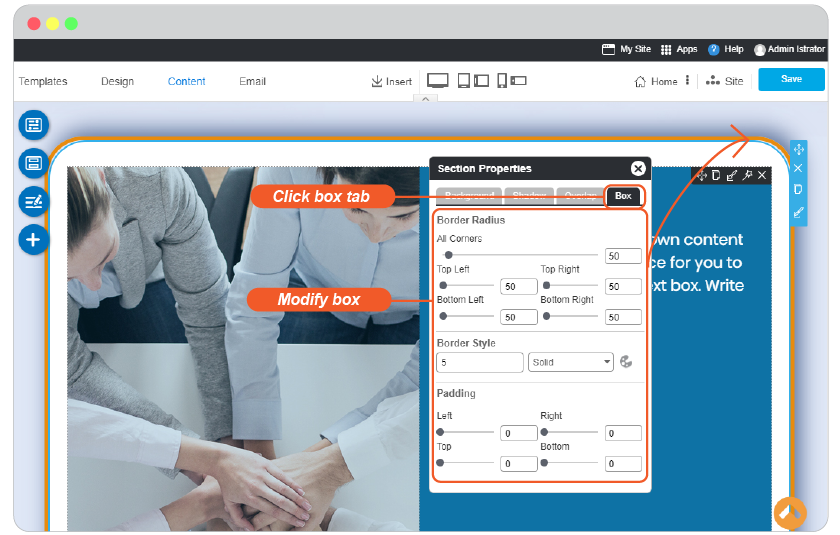 My Site Apps ? Help Admin Istrator
Templates Design Content Email Insert Home Site Save
Section Properties
Background Shadow Overlap Box
Click box tab
Border Radius
All Corners
50
Top Left Top Right
50 50
Modify box
Bottom Left Bottom Right
50 50
Border Style
5 Solid
Padding
Left Right
0 0
Top Bottom
0 0
own content
ce for you to
ext box. Write